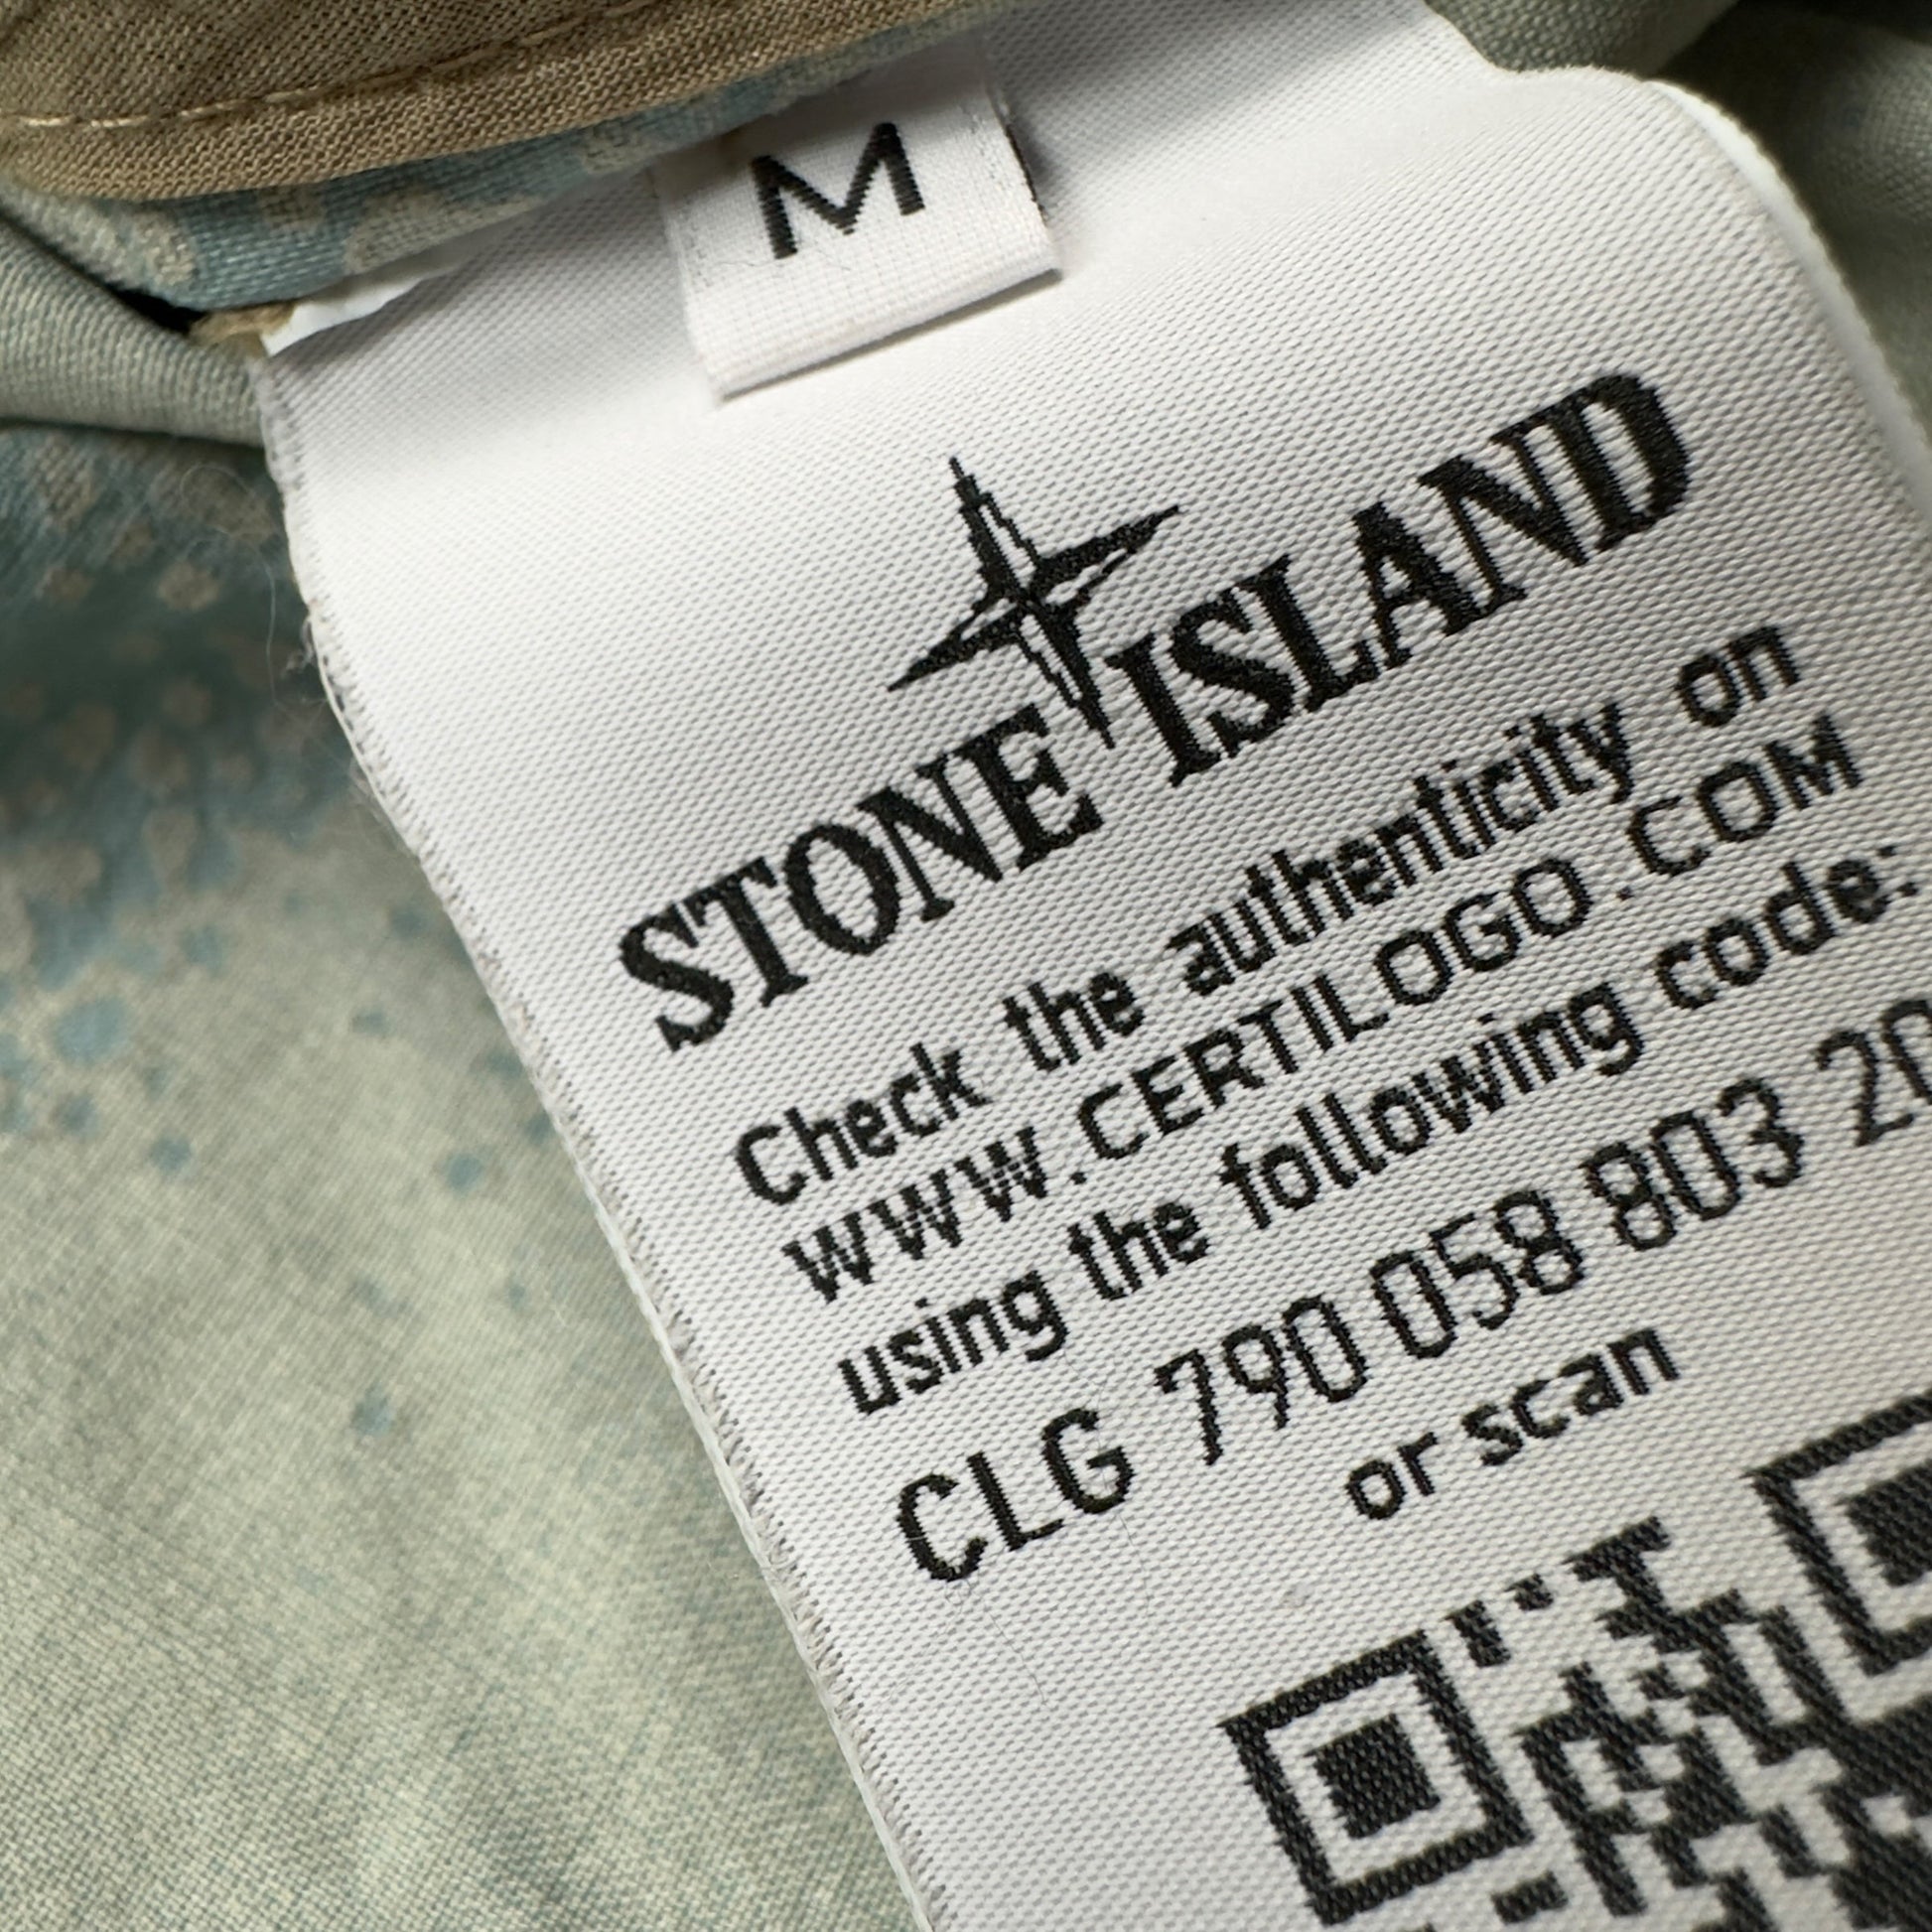 M
STONE ISLAND
Check the authenticity on
WWW.CERTILOGO.COM
using the following code:
CLG 790 058 803 20
or scan